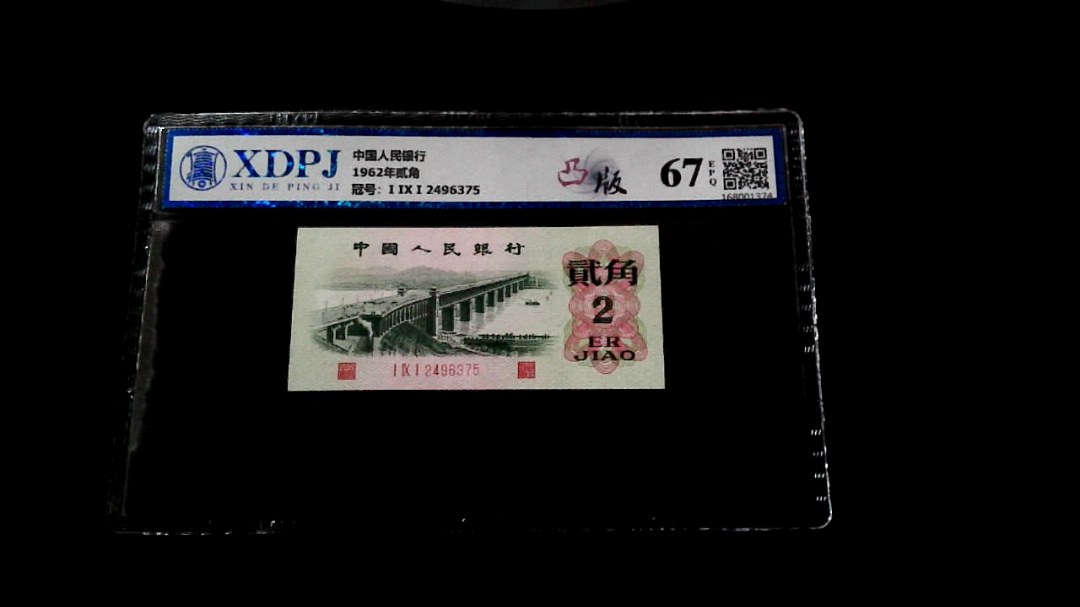 XDPJ
XIN DE PING JI
中国人民银行
1962年贰角
冠号: I IX I 2496375
凸版
67
EPQ
168001374
中國人民銀行
貳角
2
ER
JIAO
I IX I 2496375